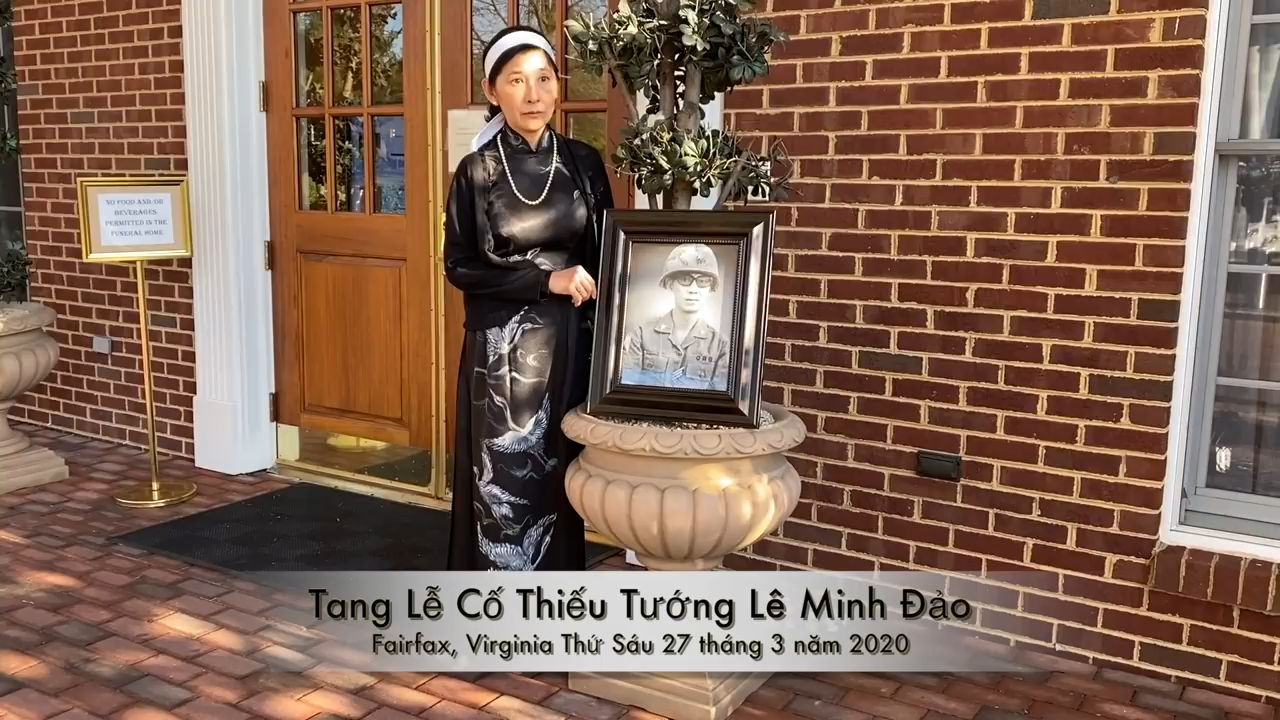 NO FOOD AND/OR
BEVERAGES
PERMITTED IN THE
FUNERAL HOME
Tang Lễ Cố Thiếu Tướng Lê Minh Đảo
Fairfax, Virginia Thứ Sáu 27 tháng 3 năm 2020